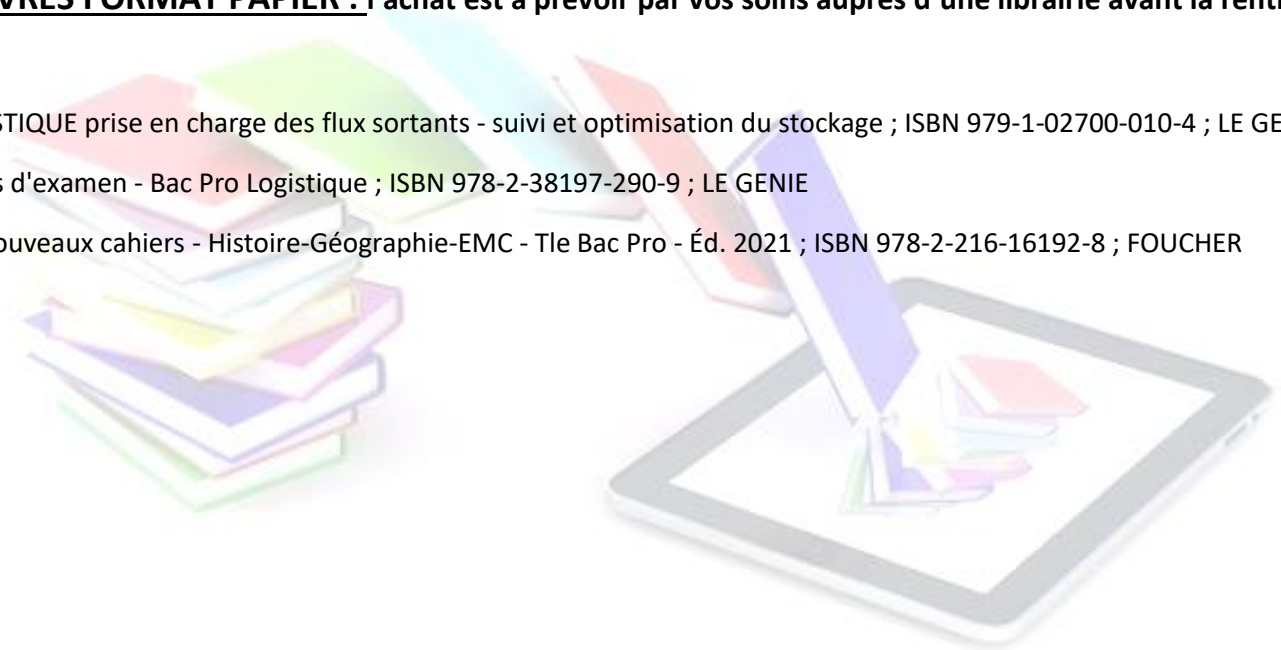 VRES FORMAT PAPIER : l'achat est à prévoir par vos soins auprès d'une librairie avant la rent
STIQUE prise en charge des flux sortants - suivi et optimisation du stockage ; ISBN 979-1-02700-010-4 ; LE GE
s d'examen - Bac Pro Logistique ; ISBN 978-2-38197-290-9 ; LE GENIE
ouveaux cahiers - Histoire-Géographie-EMC - Tle Bac Pro - Éd. 2021 ; ISBN 978-2-216-16192-8 ; FOUCHER